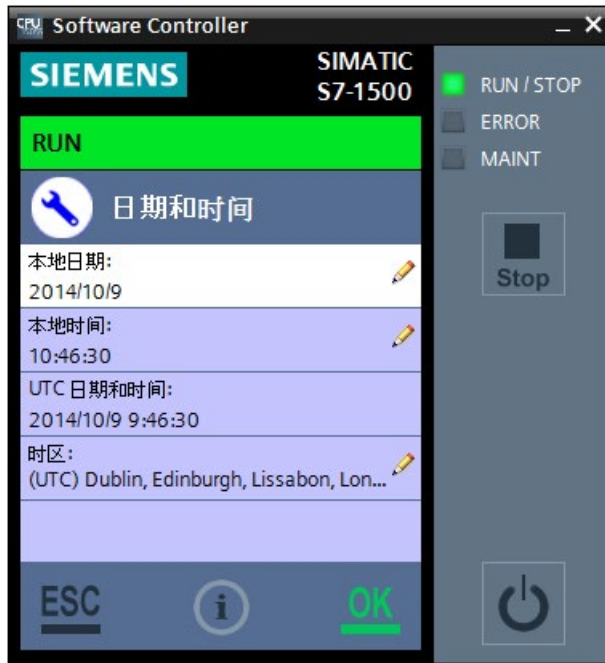 CPU
Software Controller
SIEMENS
SIMATIC
S7-1500
RUN / STOP
ERROR
MAINT
RUN
日期和时间
本地日期:
2014/10/9
Stop
本地时间:
10:46:30
UTC 日期和时间:
2014/10/9 9:46:30
时区:
(UTC) Dublin, Edinburgh, Lissabon, Lon...
ESC
i
OK